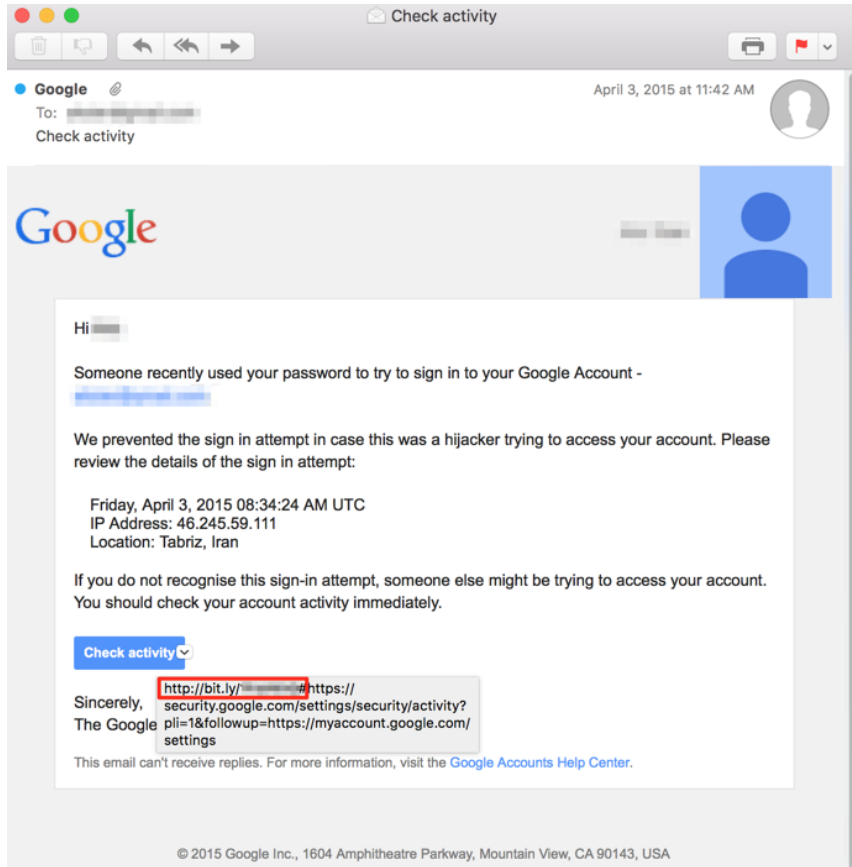 Check activity
Google
April 3, 2015 at 11:42 AM
To:
Check activity
Google
Hi
Someone recently used your password to try to sign in to your Google Account -
We prevented the sign in attempt in case this was a hijacker trying to access your account. Please
review the details of the sign in attempt:
Friday, April 3, 2015 08:34:24 AM UTC
IP Address: 46.245.59.111
Location: Tabriz, Iran
If you do not recognise this sign-in attempt, someone else might be trying to access your account.
You should check your account activity immediately.
Check activity
http://bit.ly/ #https://
security.google.com/settings/security/activity?
pli=1&followup=https://myaccount.google.com/
settings
Sincerely,
The Google
This email can't receive replies. For more information, visit the Google Accounts Help Center.
© 2015 Google Inc., 1604 Amphitheatre Parkway, Mountain View, CA 90143, USA